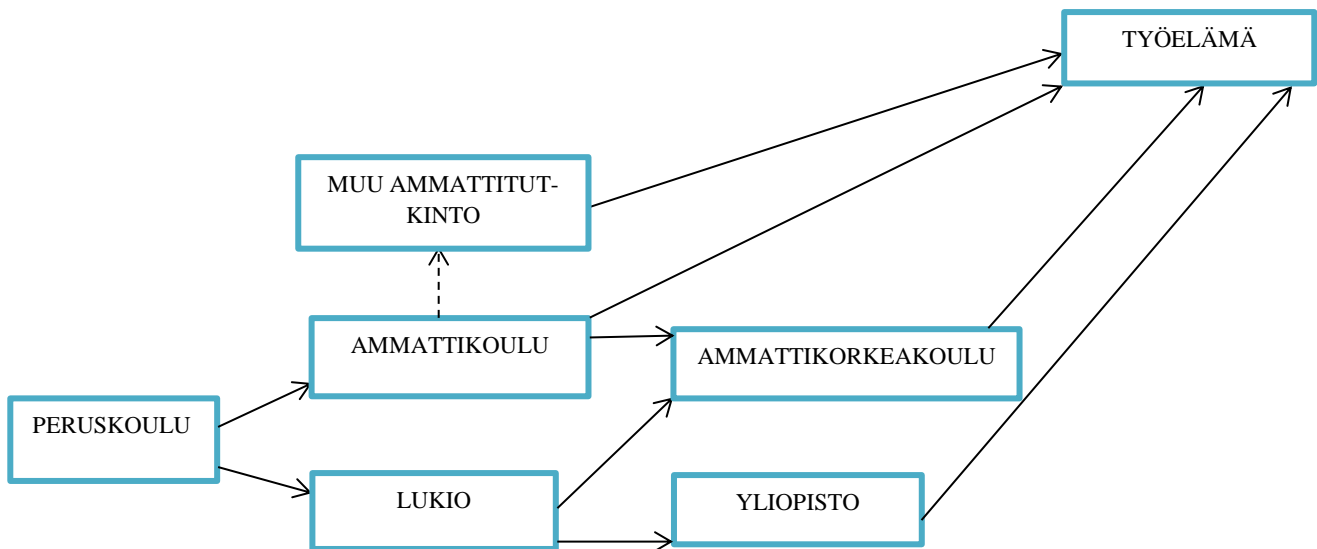 TYÖELÄMÄ
MUU AMMATTITUT-
KINTO
AMMATTIKOULU
AMMATTIKORKEAKOULU
PERUSKOULU
LUKIO
YLIOPISTO